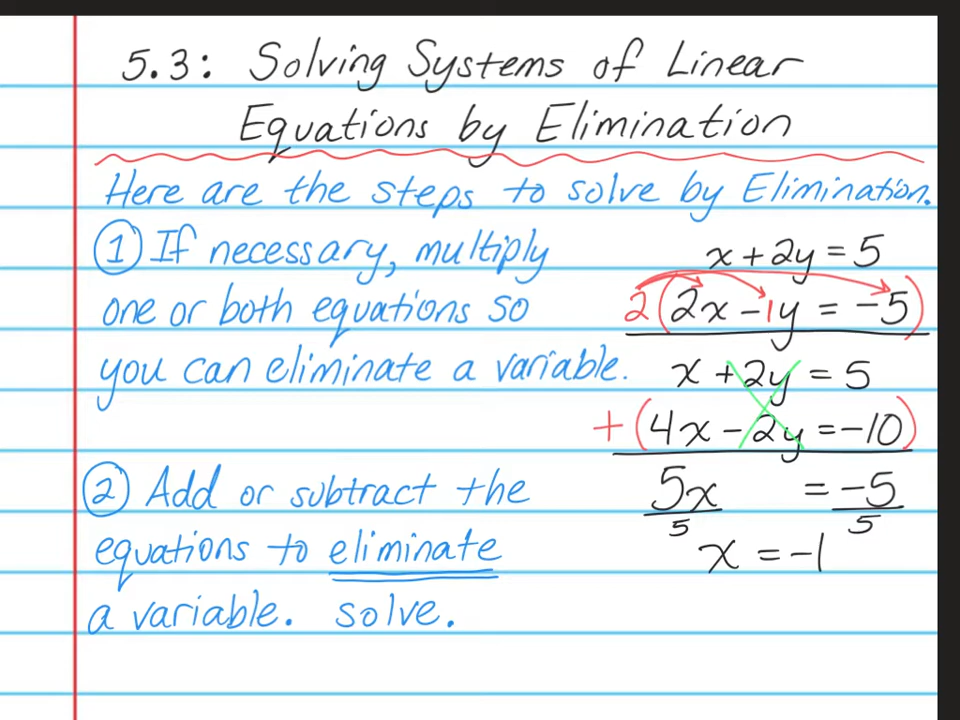 5.3: Solving Systems of Linear
Equations by Elimination
Here are the steps to solve by Elimination.
① If necessary, multiply
one or both equations so
you can eliminate a variable.
② Add or subtract the
equations to eliminate
a variable. solve.
x + 2y = 5
2(2x - 1y = -5)
x + 2y = 5
+ (4x - 2y = -10)
5x = -5
5 5
x = -1